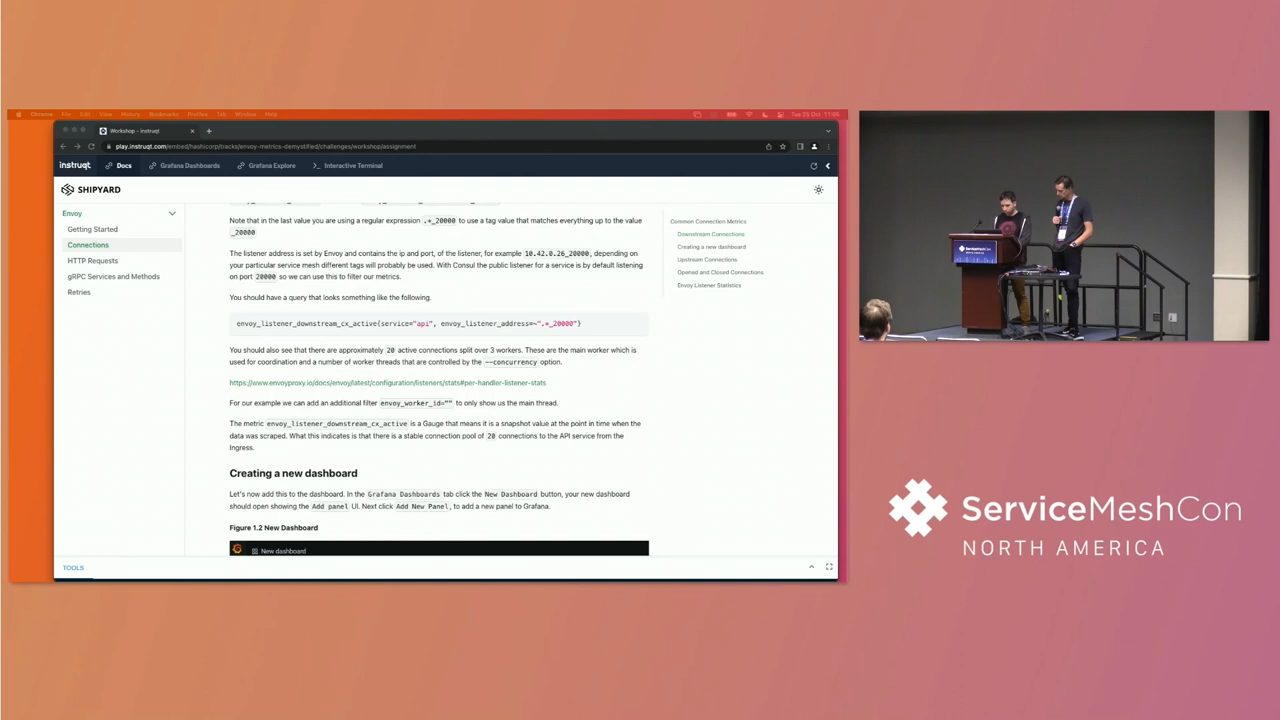 Chrome File Edit View History Bookmarks Profiles Tab Window Help
Tue 25 Oct 11:06
Workshop - instruqt
play.instruqt.com/embed/hashicorp/tracks/envoy-metrics-demystified/challenges/workshop/assignment
instruqt Docs Grafana Dashboards Grafana Explore Interactive Terminal
SHIPYARD
Envoy
Getting Started
Connections
HTTP Requests
gRPC Services and Methods
Retries
Note that in the last value you are using a regular expression .*_20000 to use a tag value that matches everything up to the value
_20000
The listener address is set by Envoy and contains the ip and port, of the listener, for example 10.42.0.26_20000, depending on
your particular service mesh different tags will probably be used. With Consul the public listener for a service is by default listening
on port 20000 so we can use this to filter our metrics.
You should have a query that looks something like the following.
envoy_listener_downstream_cx_active{service="api", envoy_listener_address=~".*_20000"}
You should also see that there are approximately 20 active connections split over 3 workers. These are the main worker which is
used for coordination and a number of worker threads that are controlled by the --concurrency option.
https://www.envoyproxy.io/docs/envoy/latest/configuration/listeners/stats#per-handler-listener-stats
For our example we can add an additional filter envoy_worker_id="" to only show us the main thread.
The metric envoy_listener_downstream_cx_active is a Gauge that means it is a snapshot value at the point in time when the
data was scraped. What this indicates is that there is a stable connection pool of 20 connections to the API service from the
Ingress.
Creating a new dashboard
Let's now add this to the dashboard. In the Grafana Dashboards tab click the New Dashboard button, your new dashboard
should open showing the Add panel UI. Next click Add New Panel, to add a new panel to Grafana.
Figure 1.2 New Dashboard
New dashboard
Common Connection Metrics
Downstream Connections
Creating a new dashboard
Upstream Connections
Opened and Closed Connections
Envoy Listener Statistics
TOOLS
ServiceMeshCon
ServiceMeshCon
NORTH AMERICA